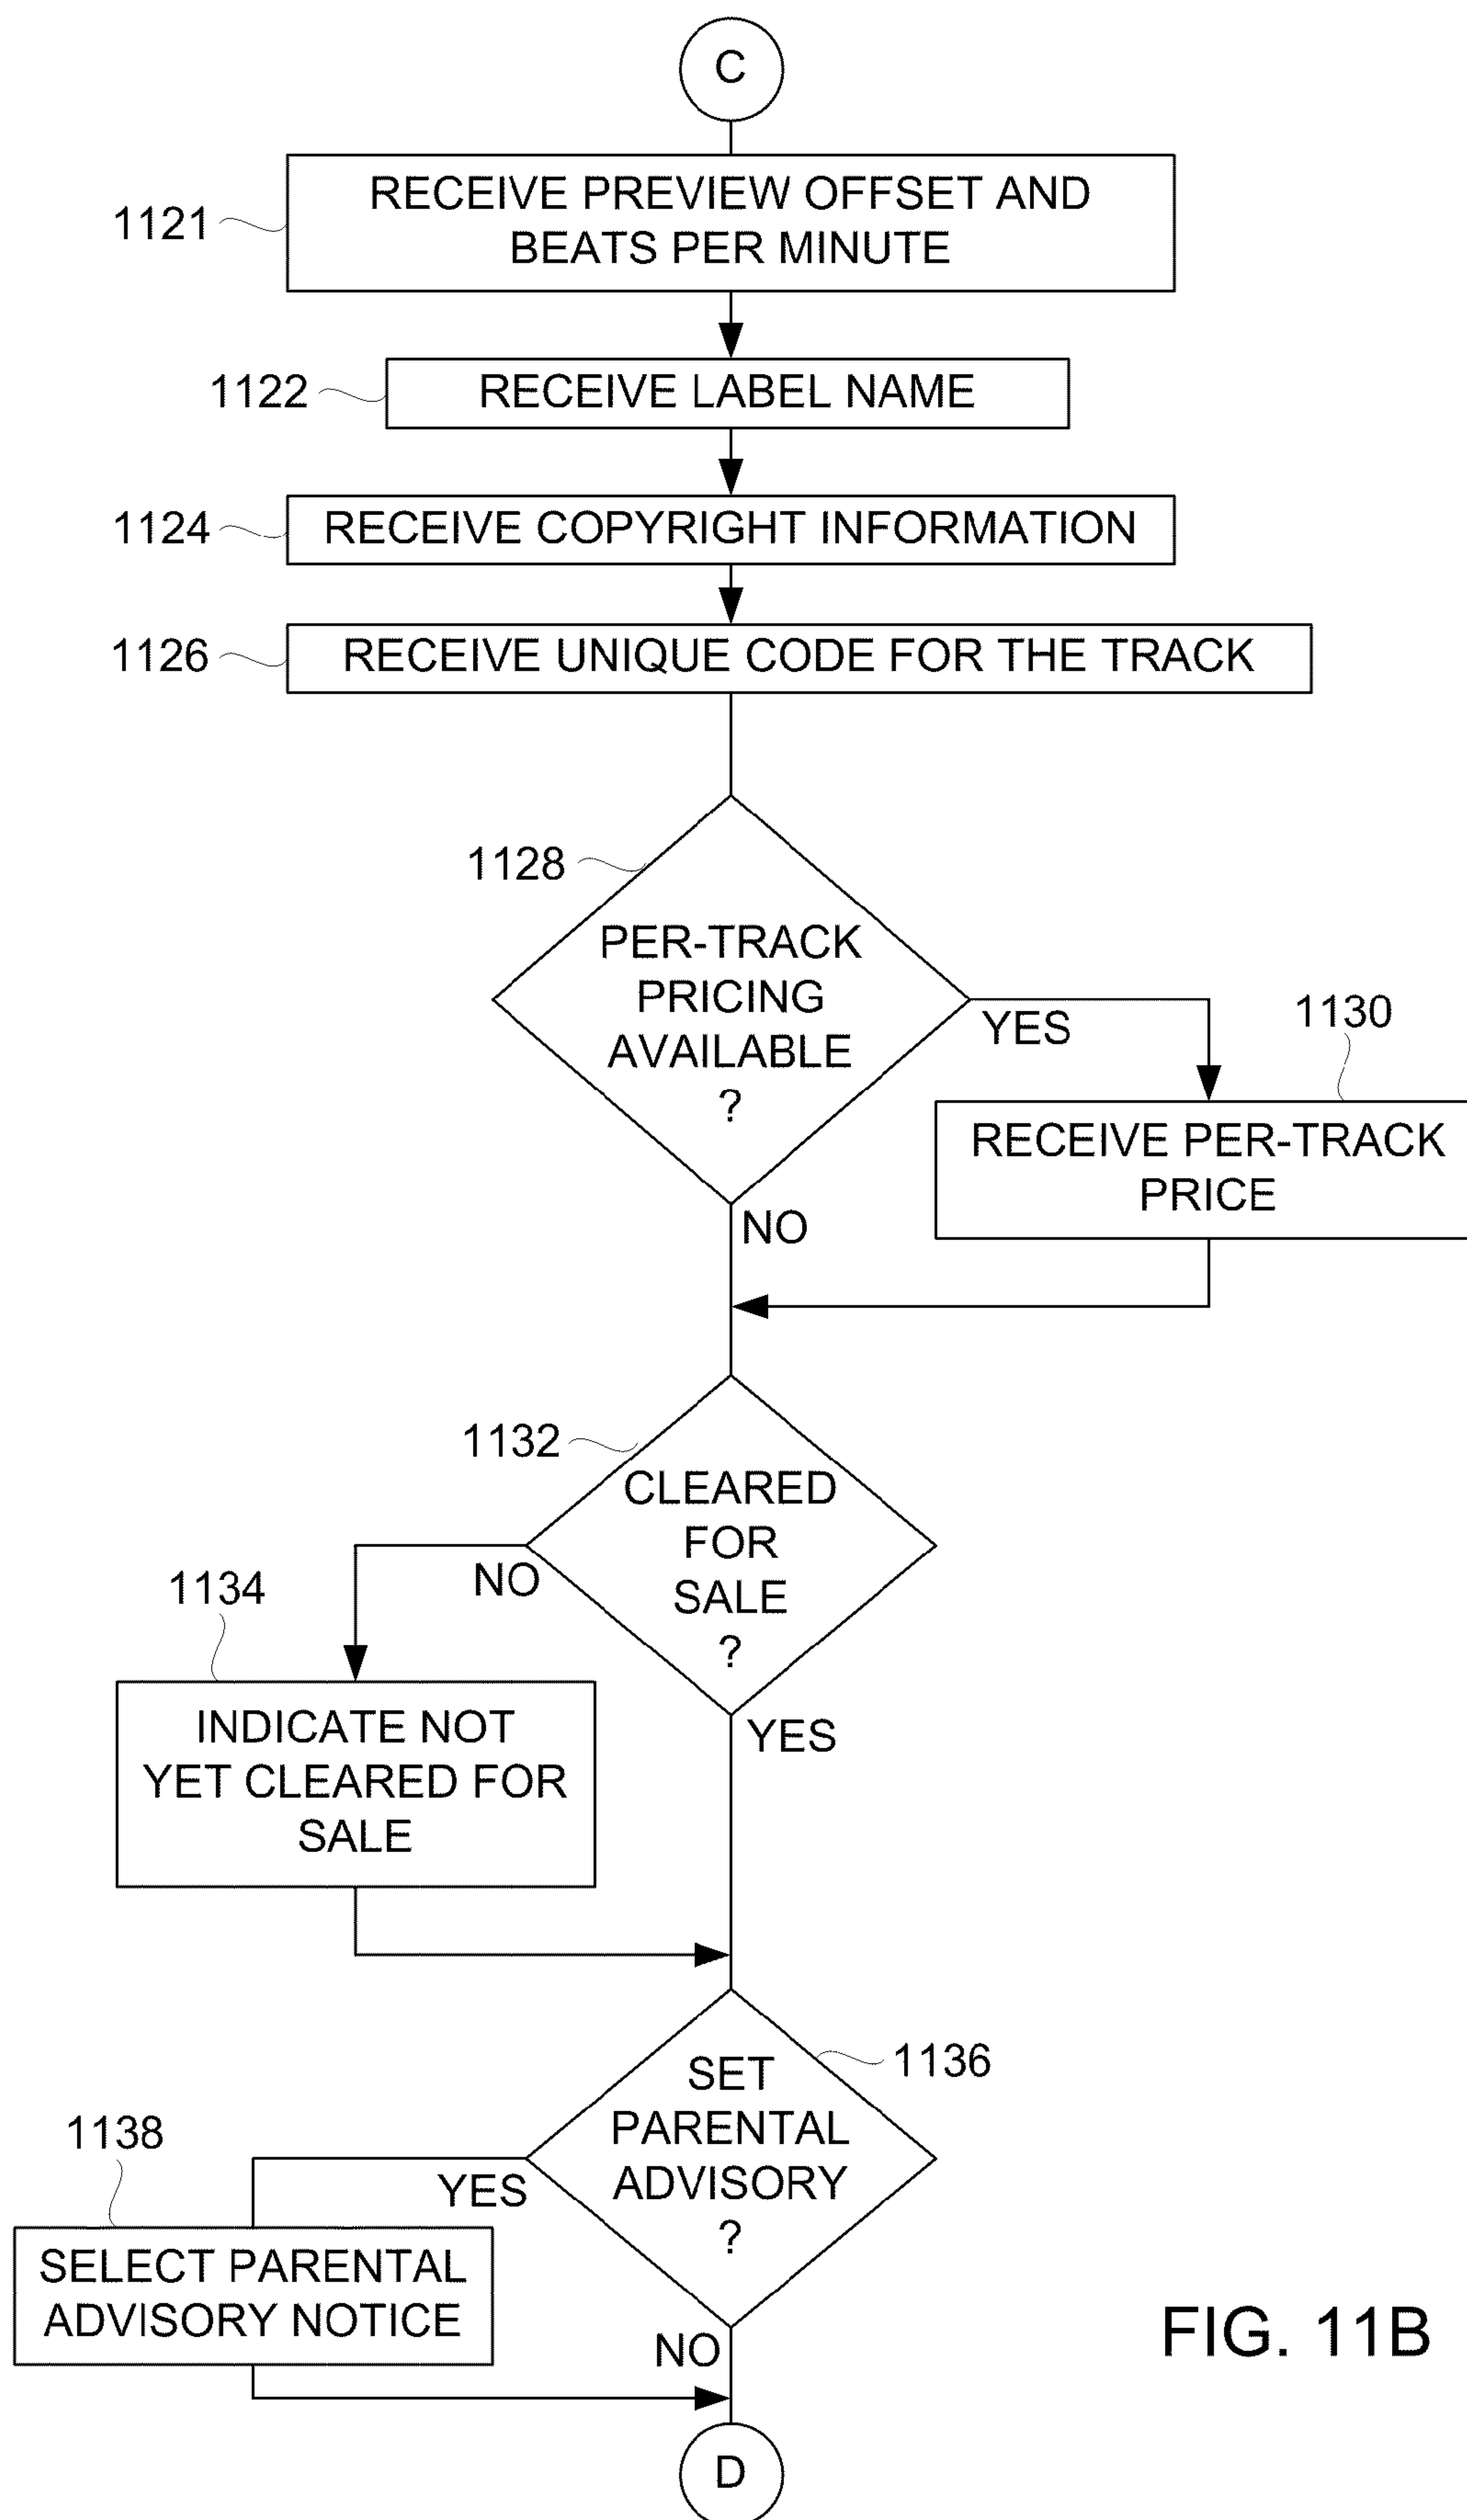 C
RECEIVE PREVIEW OFFSET AND
BEATS PER MINUTE
1121
RECEIVE LABEL NAME
1122
RECEIVE COPYRIGHT INFORMATION
1124
RECEIVE UNIQUE CODE FOR THE TRACK
1126
1128
PER-TRACK
PRICING
AVAILABLE
?
YES
1130
RECEIVE PER-TRACK
PRICE
NO
1132
CLEARED
FOR
SALE
?
NO
1134
INDICATE NOT
YET CLEARED FOR
SALE
YES
SET
PARENTAL
ADVISORY
?
1136
1138
YES
SELECT PARENTAL
ADVISORY NOTICE
NO
D
FIG. 11B